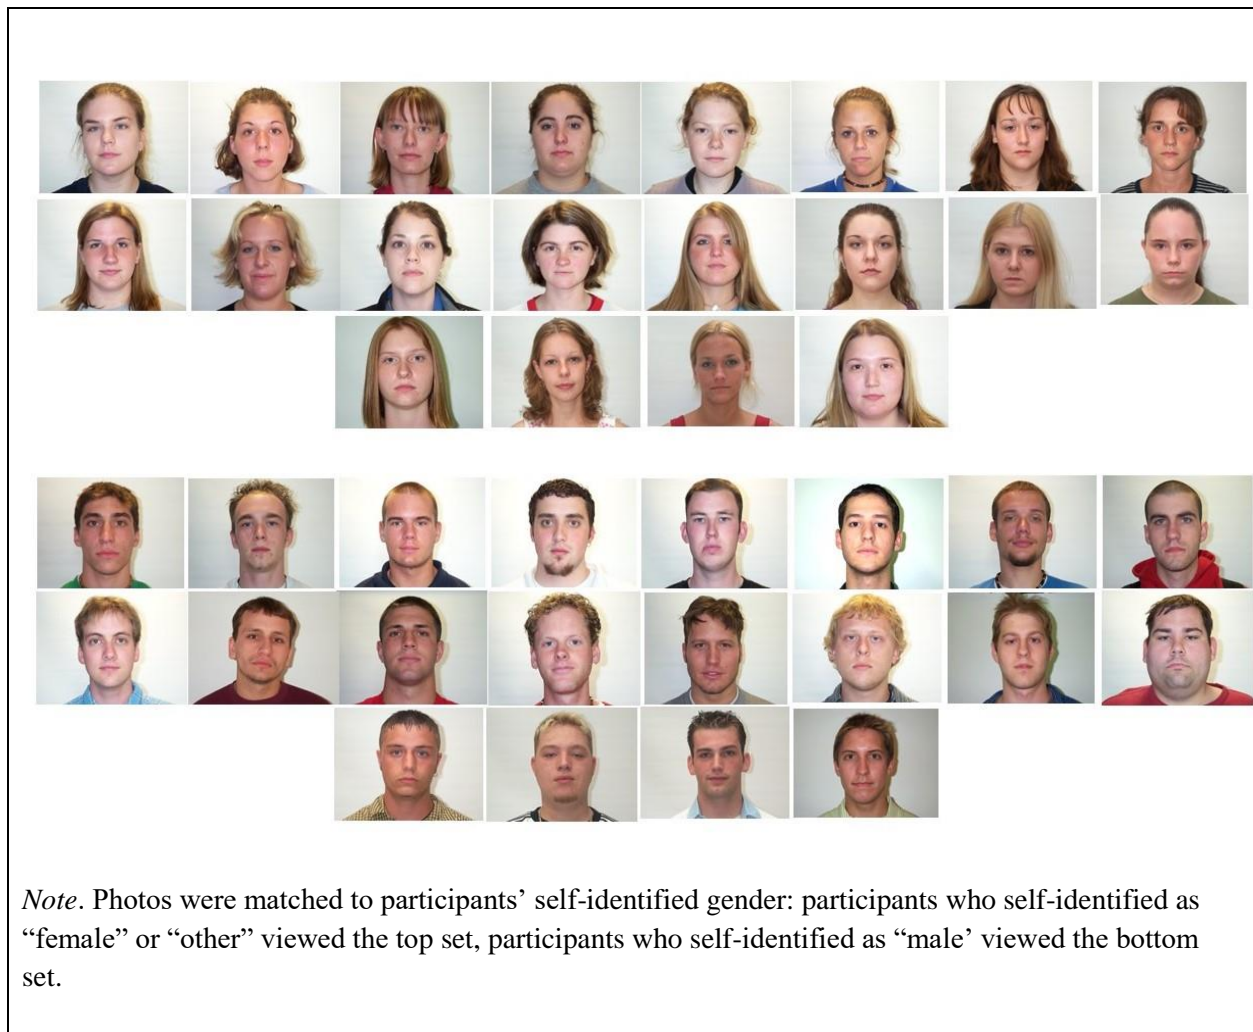 Note. Photos were matched to participants’ self-identified gender: participants who self-identified as
“female” or “other” viewed the top set, participants who self-identified as “male’ viewed the bottom
set.